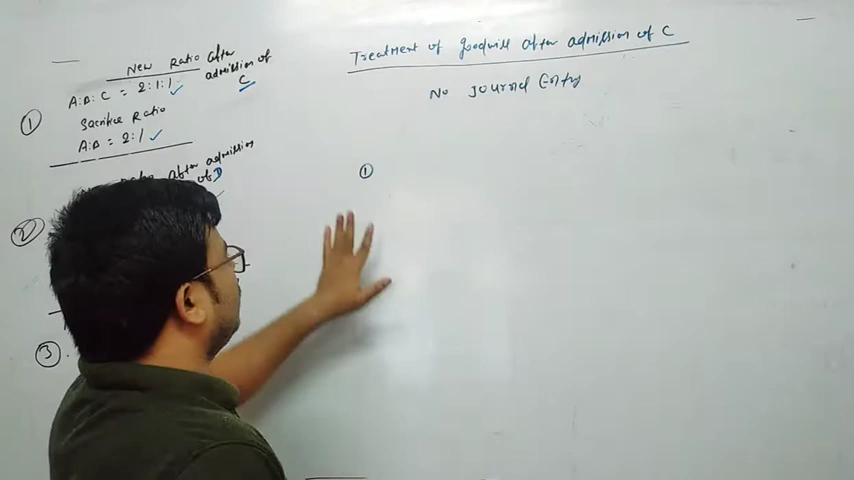 New Ratio after
admission of
C
A:B:C = 2:1:1
①
Sacrifice Ratio
A:B = 2:1
after admission
of D
②
③
Treatment of goodwill after admission of C
No Journal Entry
①